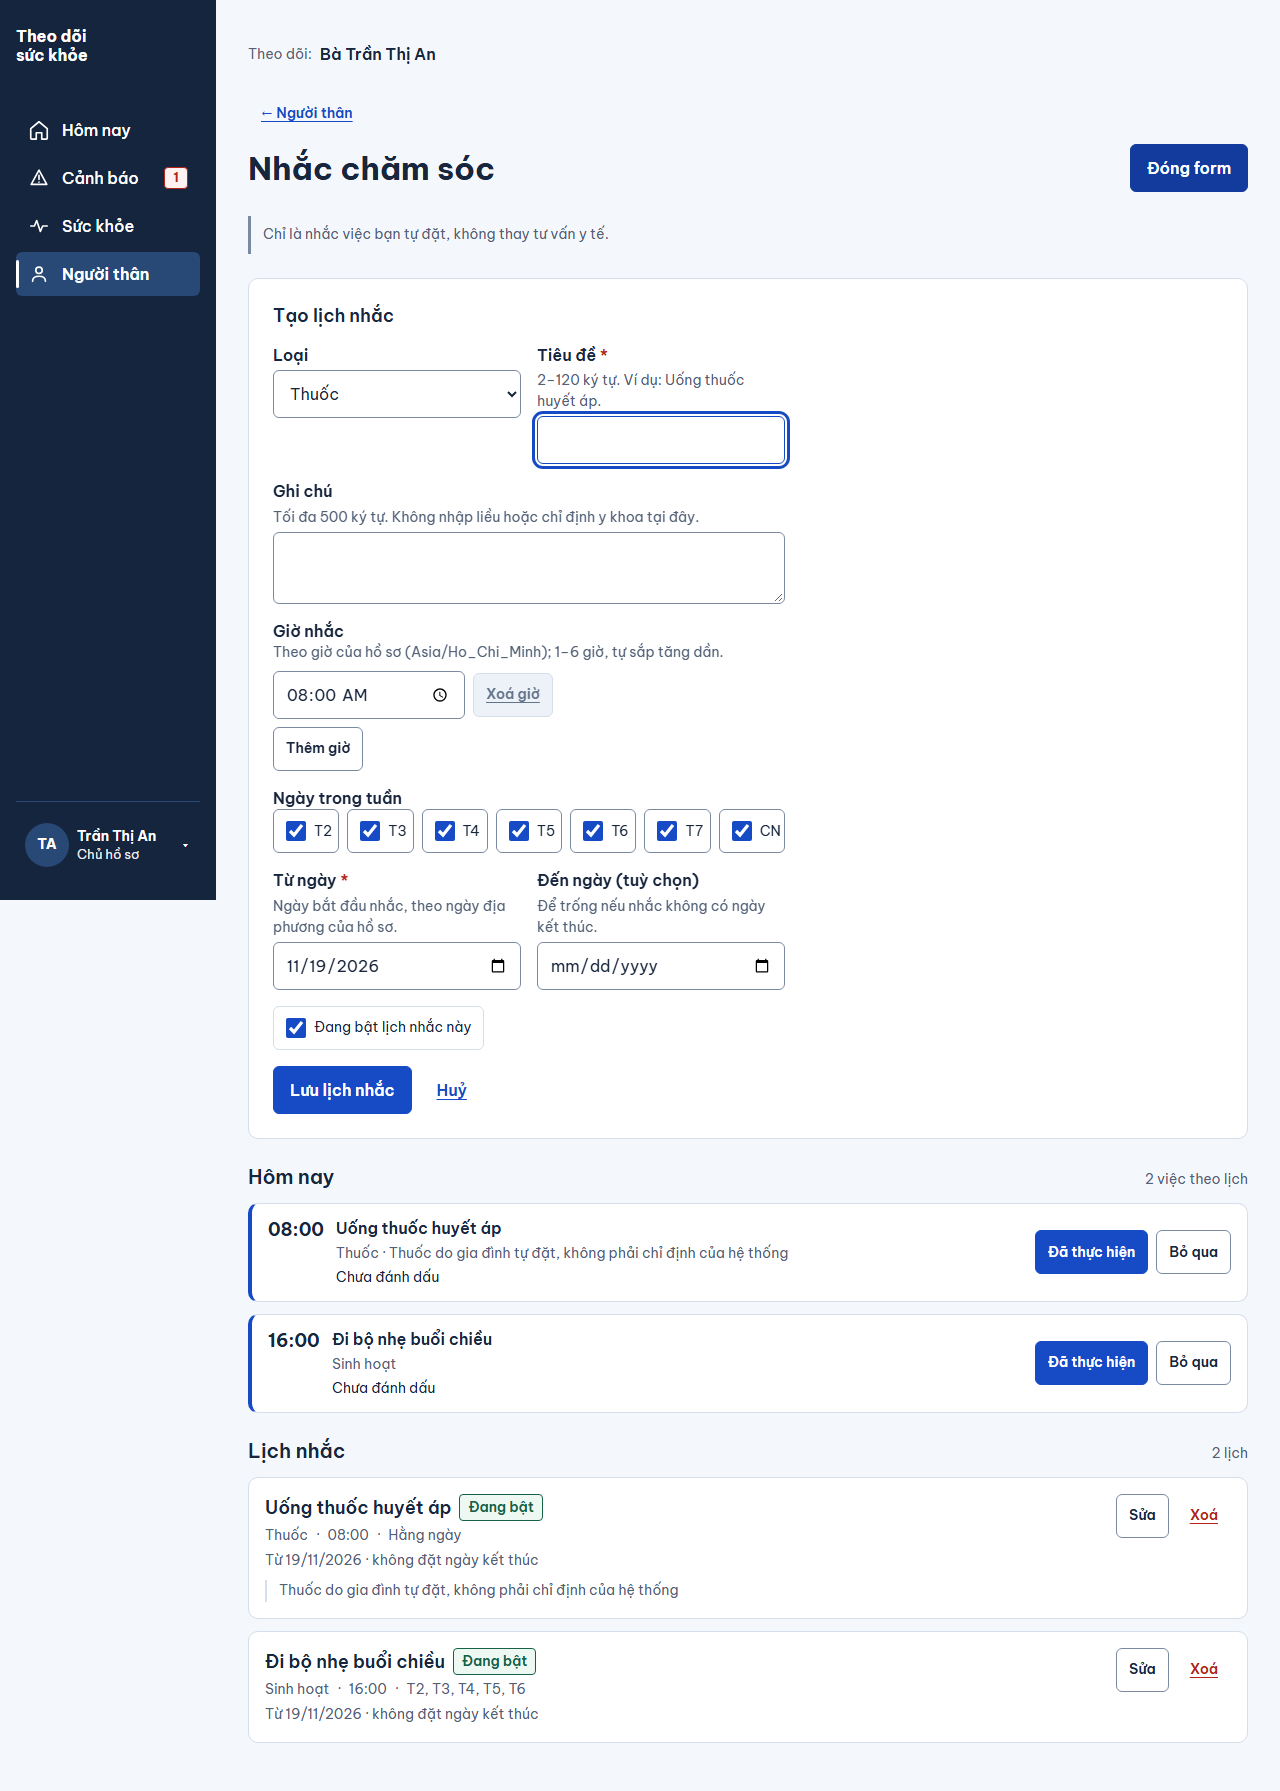 Theo dõi
sức khỏe
Hôm nay
Cảnh báo
1
Sức khỏe
Người thân
TA
Trần Thị An
Chủ hồ sơ
Theo dõi: Bà Trần Thị An
← Người thân
Nhắc chăm sóc
Đóng form
Chỉ là nhắc việc bạn tự đặt, không thay tư vấn y tế.
Tạo lịch nhắc
Loại
Thuốc
Tiêu đề *
2–120 ký tự. Ví dụ: Uống thuốc
huyết áp.
Ghi chú
Tối đa 500 ký tự. Không nhập liều hoặc chỉ định y khoa tại đây.
Giờ nhắc
Theo giờ của hồ sơ (Asia/Ho_Chi_Minh); 1–6 giờ, tự sắp tăng dần.
08:00 AM
Xoá giờ
Thêm giờ
Ngày trong tuần
T2
T3
T4
T5
T6
T7
CN
Từ ngày *
Ngày bắt đầu nhắc, theo ngày địa
phương của hồ sơ.
11/19/2026
Đến ngày (tuỳ chọn)
Để trống nếu nhắc không có ngày
kết thúc.
mm/dd/yyyy
Đang bật lịch nhắc này
Lưu lịch nhắc
Huỷ
Hôm nay
2 việc theo lịch
08:00
Uống thuốc huyết áp
Thuốc · Thuốc do gia đình tự đặt, không phải chỉ định của hệ thống
Chưa đánh dấu
Đã thực hiện
Bỏ qua
16:00
Đi bộ nhẹ buổi chiều
Sinh hoạt
Chưa đánh dấu
Đã thực hiện
Bỏ qua
Lịch nhắc
2 lịch
Uống thuốc huyết áp
Đang bật
Thuốc · 08:00 · Hằng ngày
Từ 19/11/2026 · không đặt ngày kết thúc
Thuốc do gia đình tự đặt, không phải chỉ định của hệ thống
Sửa
Xoá
Đi bộ nhẹ buổi chiều
Đang bật
Sinh hoạt · 16:00 · T2, T3, T4, T5, T6
Từ 19/11/2026 · không đặt ngày kết thúc
Sửa
Xoá